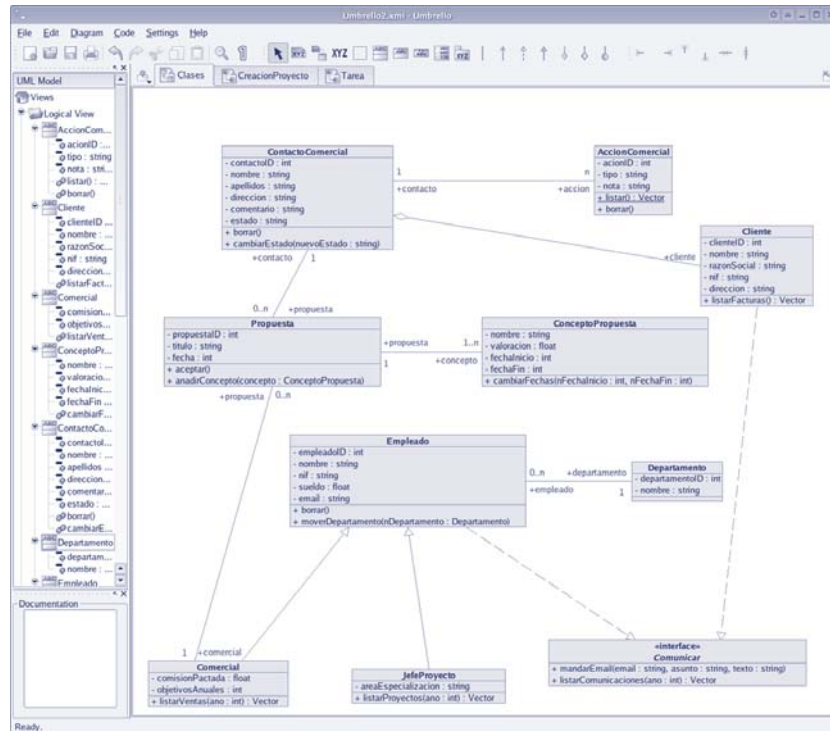 Umbrello2.xmi - Umbrello
File Edit Diagram Code Settings Help
XYZ
UML Model
Views
Logical View
AccionCom...
acionID :...
tipo : string
nota : stri...
listar() : ...
borrar()
Cliente
clienteID ...
nombre : ...
razonSoc...
nif : string
direccion...
listarFact...
Comercial
comision...
objetivos...
listarVent...
ConceptoPr...
nombre : ...
valoracio...
fechaInic...
fechaFin ...
cambiarF...
ContactoCo...
contactoI...
nombre : ...
apellidos ...
direccion...
comentar...
estado : ...
borrar()
cambiarE...
Departamento
departam...
nombre : ...
Empleado
Documentation
Ready.
Clases
CreacionProyecto
Tarea
ContactoComercial
- contactoID : int
- nombre : string
- apellidos : string
- direccion : string
- comentario : string
- estado : string
+ borrar()
+ cambiarEstado(nuevoEstado : string)
1
n
+contacto
+accion
AccionComercial
- acionID : int
- tipo : string
- nota : string
+ listar() : Vector
+ borrar()
+cliente
Cliente
- clienteID : int
- nombre : string
- razonSocial : string
- nif : string
- direccion : string
+ listarFacturas() : Vector
+contacto
1
0..n
+propuesta
Propuesta
- propuestaID : int
- titulo : string
- fecha : int
+ aceptar()
+ anadirConcepto(concepto : ConceptoPropuesta)
+propuesta
1..n
1
+concepto
ConceptoPropuesta
- nombre : string
- valoracion : float
- fechaInicio : int
- fechaFin : int
+ cambiarFechas(nFechaInicio : int, nFechaFin : int)
+propuesta
0..n
Empleado
- empleadoID : int
- nombre : string
- nif : string
- sueldo : float
- email : string
+ borrar()
+ moverDepartamento(nDepartamento : Departamento)
0..n
+departamento
+empleado
1
Departamento
- departamentoID : int
- nombre : string
1
+comercial
Comercial
- comisionPactada : float
- objetivosAnuales : int
+ listarVentas(ano : int) : Vector
JefeProyecto
- areaEspecializacion : string
+ listarProyectos(ano : int) : Vector
«interface»
Comunicar
+ mandarEmail(email : string, asunto : string, texto : string)
+ listarComunicaciones(ano : int) : Vector